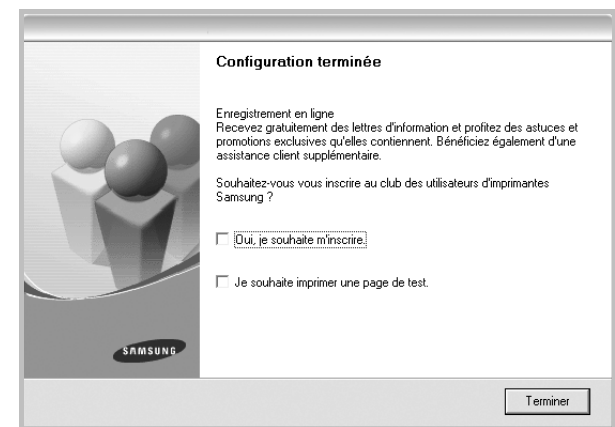 Configuration terminée
Enregistrement en ligne
Recevez gratuitement des lettres d'information et profitez des astuces et
promotions exclusives qu'elles contiennent. Bénéficiez également d'une
assistance client supplémentaire.
Souhaitez-vous vous inscrire au club des utilisateurs d'imprimantes
Samsung ?
Oui, je souhaite m'inscrire.
Je souhaite imprimer une page de test.
SAMSUNG
Terminer